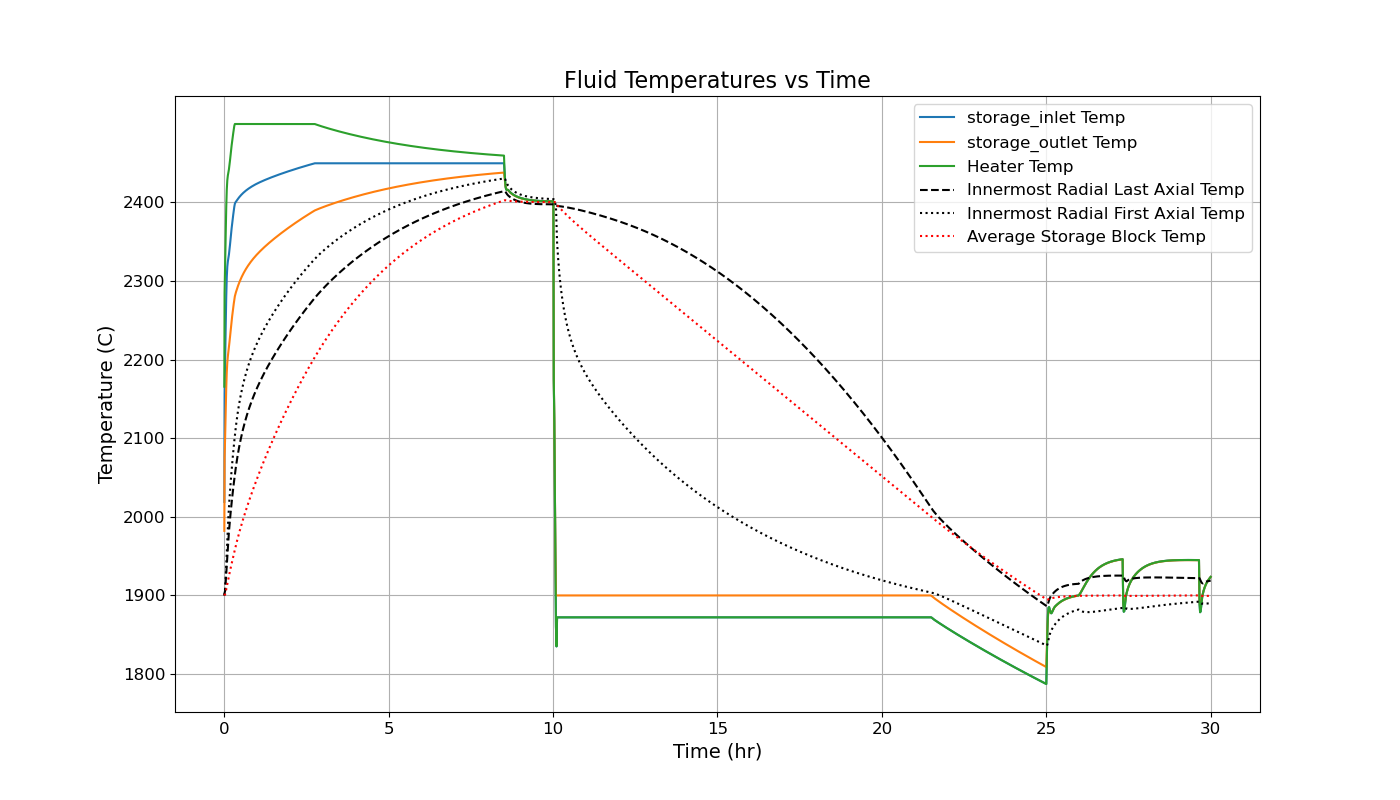 Fluid Temperatures vs Time
storage_inlet Temp
storage_outlet Temp
Heater Temp
Innermost Radial Last Axial Temp
Innermost Radial First Axial Temp
Average Storage Block Temp
Temperature (C)
2400
2300
2200
2100
2000
1900
1800
0 5 10 15 20 25 30
Time (hr)